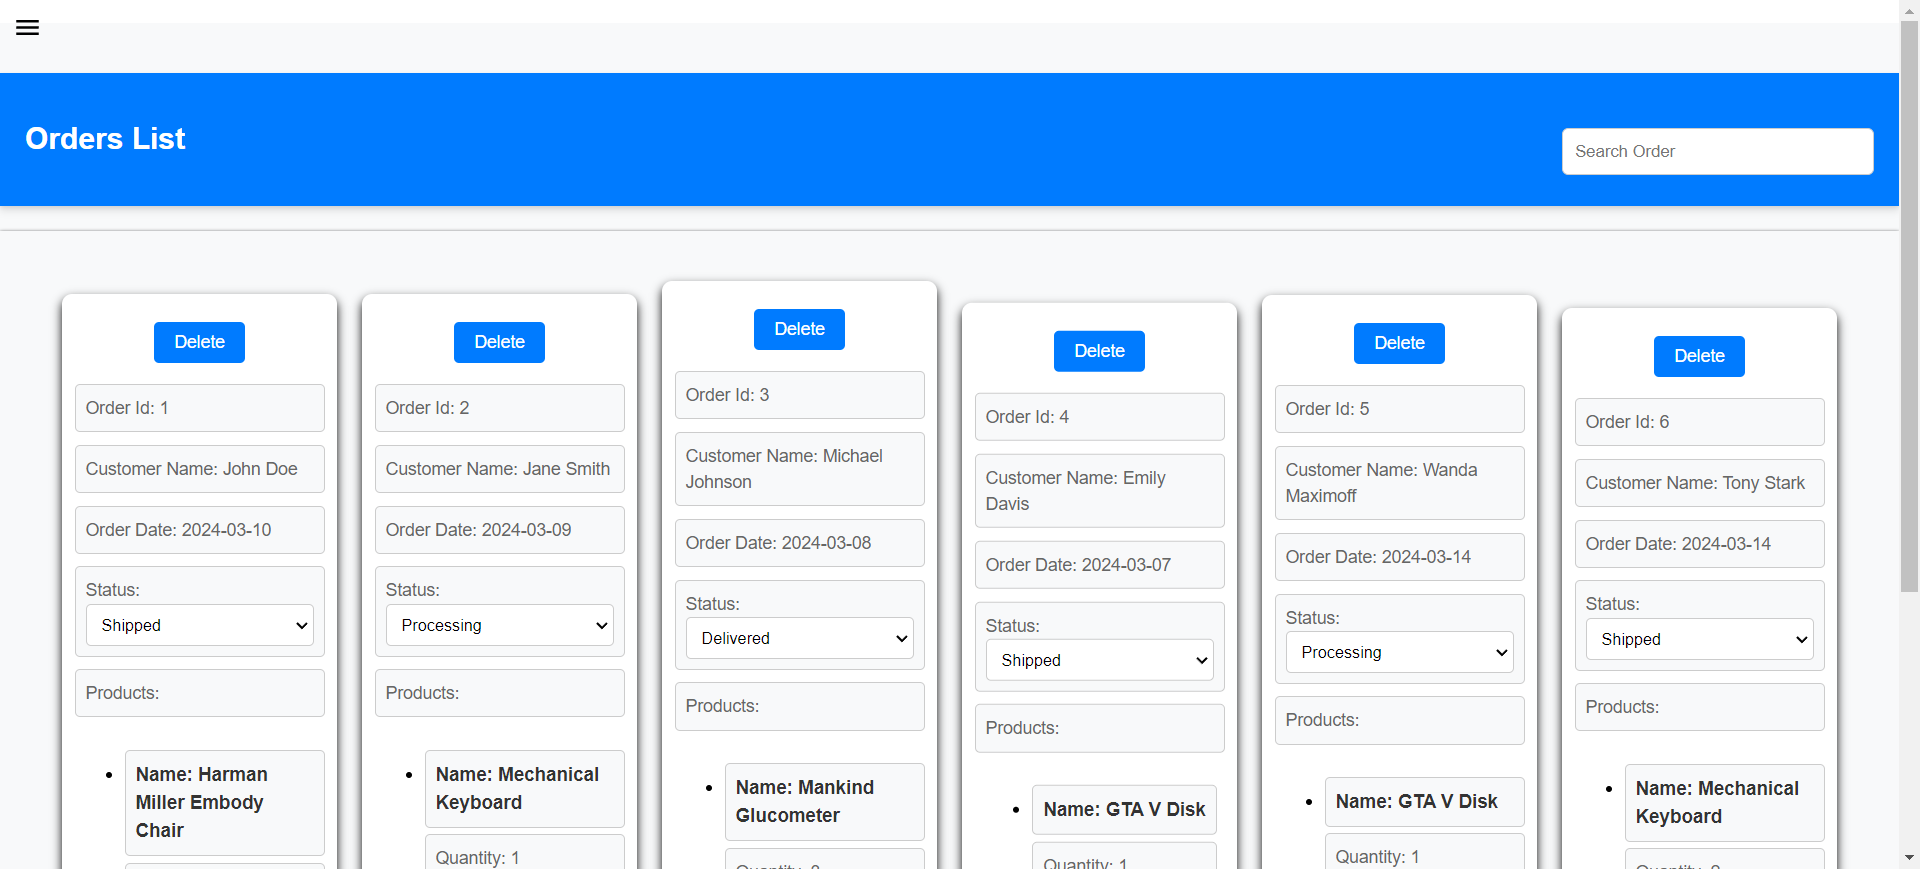 Orders List
Search Order
Delete
Order Id: 1
Customer Name: John Doe
Order Date: 2024-03-10
Status:
Shipped
Products:
Name: Harman
Miller Embody
Chair
Delete
Order Id: 2
Customer Name: Jane Smith
Order Date: 2024-03-09
Status:
Processing
Products:
Name: Mechanical
Keyboard
Quantity: 1
Delete
Order Id: 3
Customer Name: Michael
Johnson
Order Date: 2024-03-08
Status:
Delivered
Products:
Name: Mankind
Glucometer
Quantity:
Delete
Order Id: 4
Customer Name: Emily
Davis
Order Date: 2024-03-07
Status:
Shipped
Products:
Name: GTA V Disk
Quantity: 1
Delete
Order Id: 5
Customer Name: Wanda
Maximoff
Order Date: 2024-03-14
Status:
Processing
Products:
Name: GTA V Disk
Quantity: 1
Delete
Order Id: 6
Customer Name: Tony Stark
Order Date: 2024-03-14
Status:
Shipped
Products:
Name: Mechanical
Keyboard
Quantity: